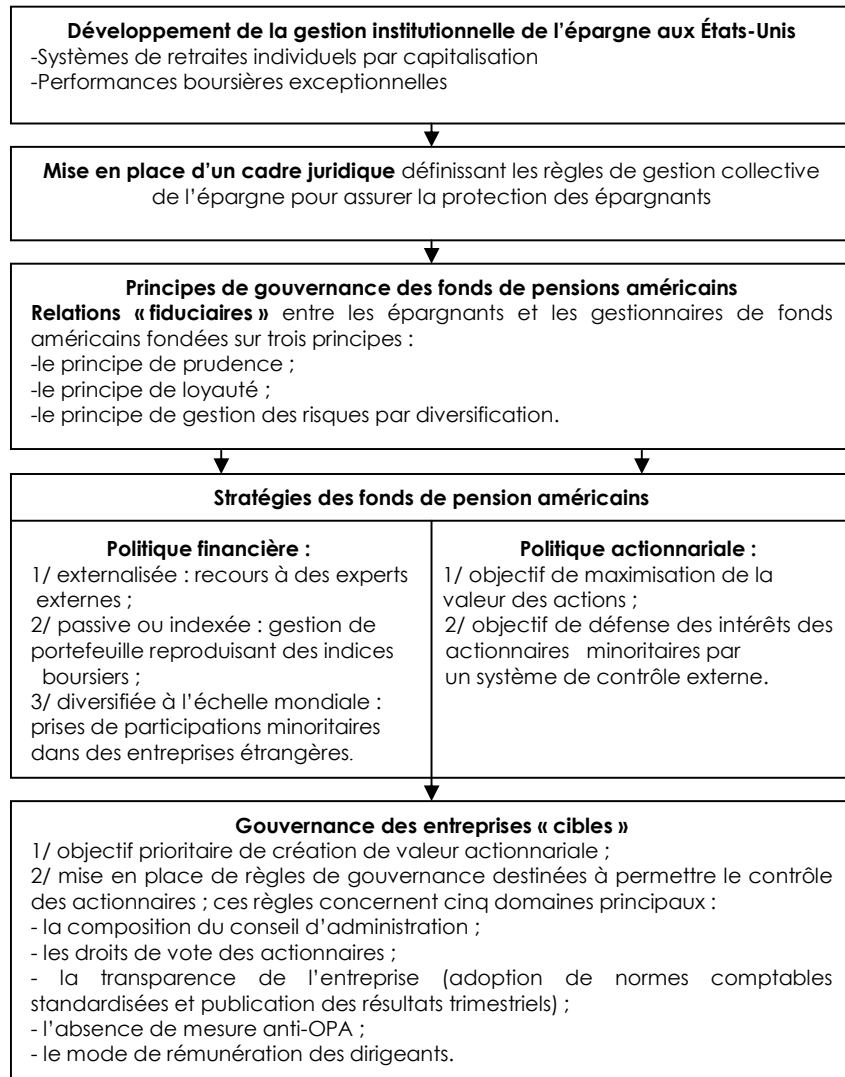 Développement de la gestion institutionnelle de l’épargne aux États-Unis
-Systèmes de retraites individuels par capitalisation
-Performances boursières exceptionnelles
Mise en place d’un cadre juridique définissant les règles de gestion collective
de l’épargne pour assurer la protection des épargnants
Principes de gouvernance des fonds de pensions américains
Relations « fiduciaires » entre les épargnants et les gestionnaires de fonds
américains fondées sur trois principes :
-le principe de prudence ;
-le principe de loyauté ;
-le principe de gestion des risques par diversification.
Stratégies des fonds de pension américains
Politique financière :
1/ externalisée : recours à des experts
externes ;
2/ passive ou indexée : gestion de
portefeuille reproduisant des indices
boursiers ;
3/ diversifiée à l’échelle mondiale :
prises de participations minoritaires
dans des entreprises étrangères.
Politique actionnariale :
1/ objectif de maximisation de la
valeur des actions ;
2/ objectif de défense des intérêts des
actionnaires minoritaires par
un système de contrôle externe.
Gouvernance des entreprises « cibles »
1/ objectif prioritaire de création de valeur actionnariale ;
2/ mise en place de règles de gouvernance destinées à permettre le contrôle
des actionnaires ; ces règles concernent cinq domaines principaux :
- la composition du conseil d’administration ;
- les droits de vote des actionnaires ;
- la transparence de l’entreprise (adoption de normes comptables
standardisées et publication des résultats trimestriels) ;
- l’absence de mesure anti-OPA ;
- le mode de rémunération des dirigeants.